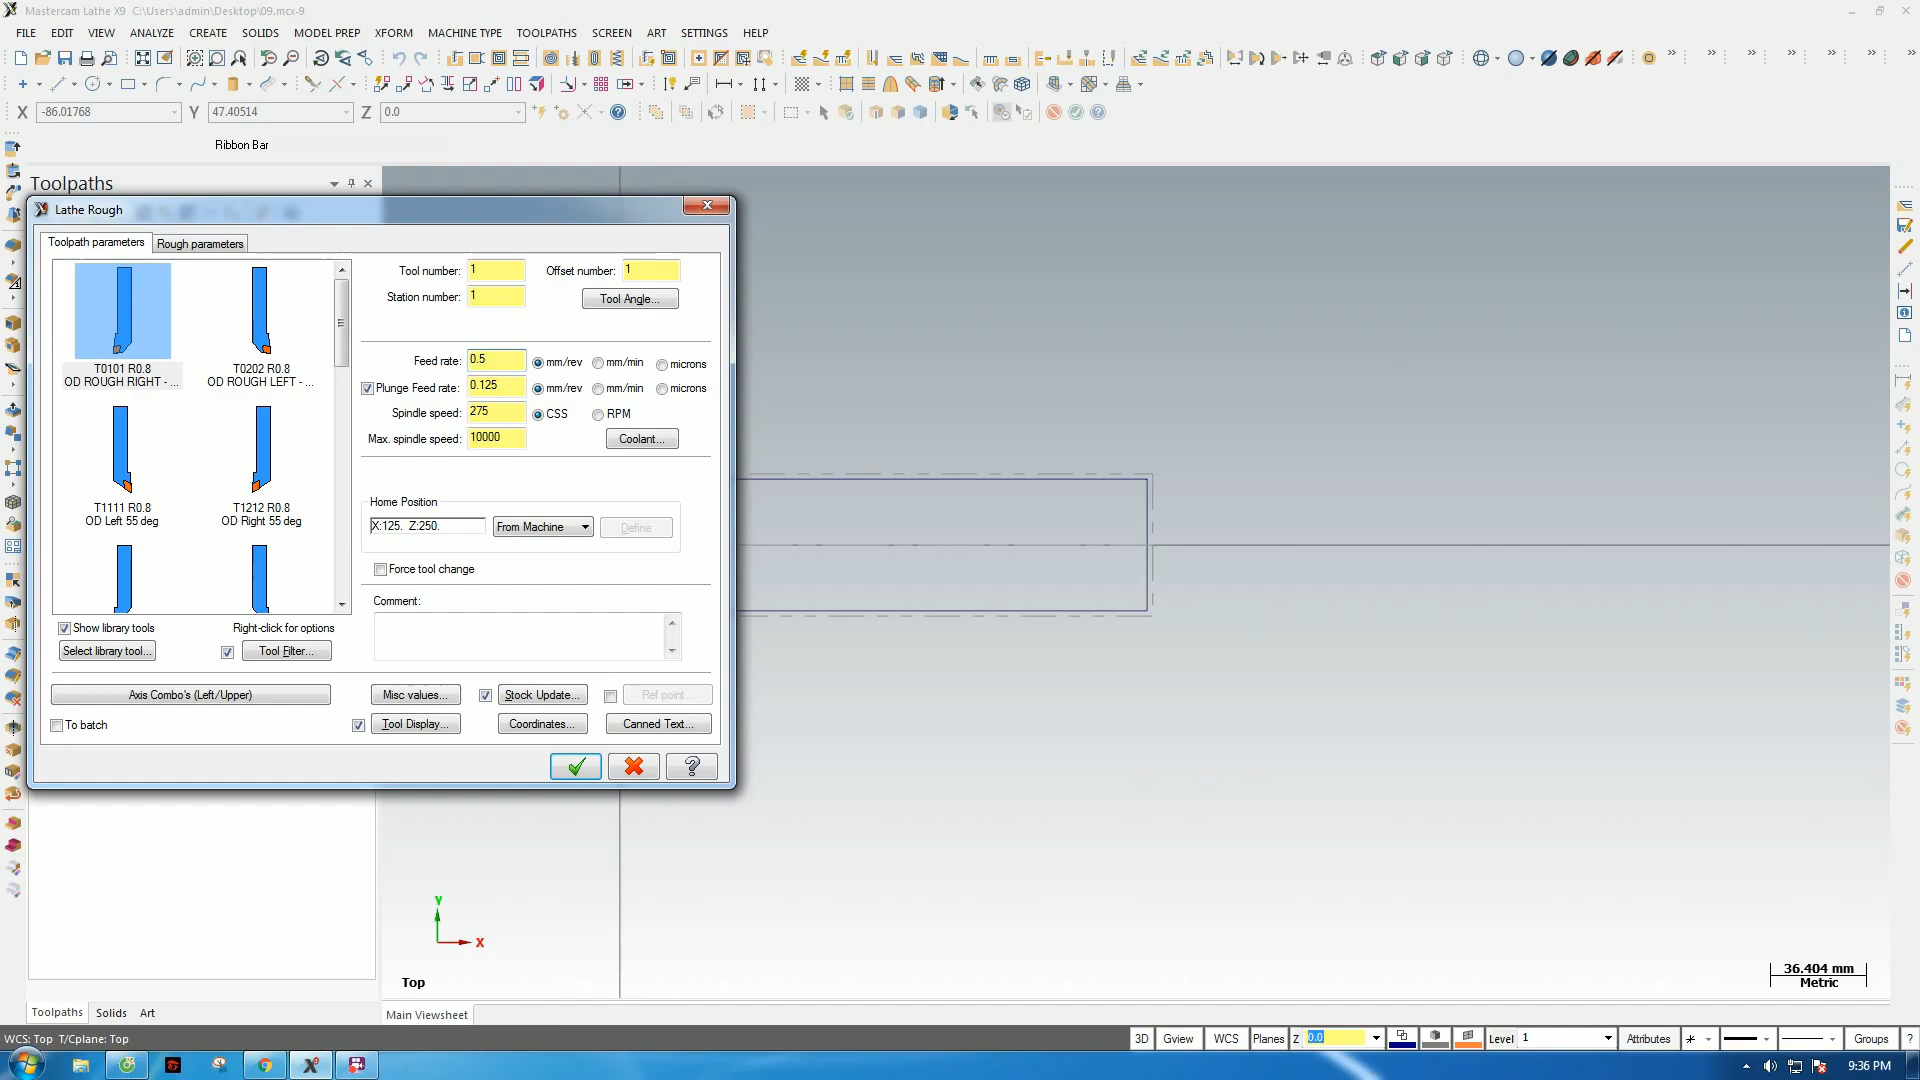 Mastercam Lathe X9  C:\Users\admin\Desktop\09.mcx-9
FILE EDIT VIEW ANALYZE CREATE SOLIDS MODEL PREP XFORM MACHINE TYPE TOOLPATHS SCREEN ART SETTINGS HELP
X -86.01768 Y 47.40514 Z 0.0
Ribbon Bar
Toolpaths
Lathe Rough
Toolpath parameters Rough parameters
Tool number: 1 Offset number: 1
Station number: 1 Tool Angle...
T0101 R0.8 T0202 R0.8
OD ROUGH RIGHT - ... OD ROUGH LEFT - ...
Feed rate: 0.5 mm/rev mm/min microns
Plunge Feed rate: 0.125 mm/rev mm/min microns
Spindle speed: 275 CSS RPM
Max. spindle speed: 10000 Coolant...
T1111 R0.8 T1212 R0.8
OD Left 55 deg OD Right 55 deg
Home Position
X:125.  Z:250. From Machine Define
Force tool change
Comment:
Show library tools Right-click for options
Select library tool... Tool Filter...
Axis Combo's (Left/Upper) Misc values... Stock Update... Ref point...
To batch Tool Display... Coordinates... Canned Text...
Y
X
Top
36.404 mm
Metric
Toolpaths Solids Art
Main Viewsheet
WCS: Top  T/Cplane: Top
3D Gview WCS Planes Z 0.0 Level 1 Attributes Groups ?
9:36 PM